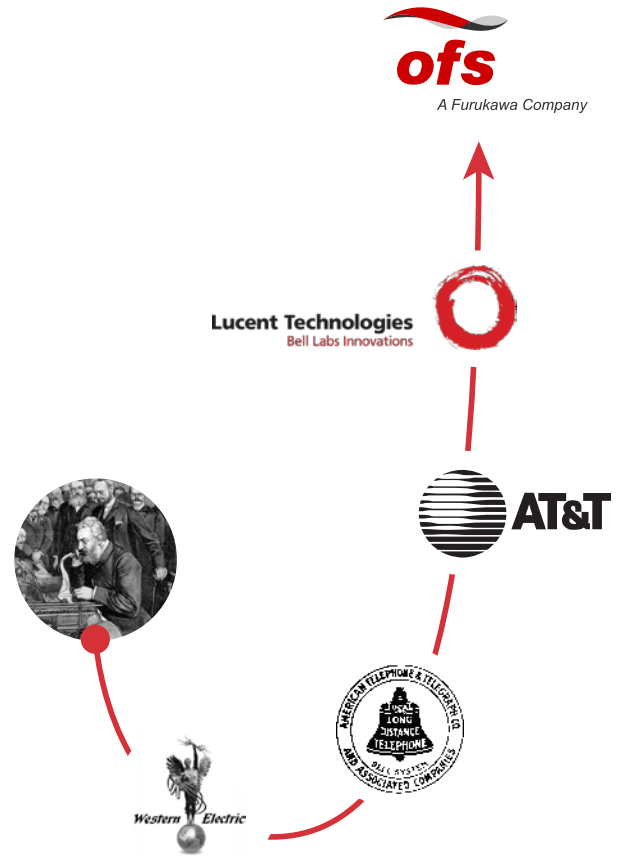 ofs
A Furukawa Company
Lucent Technologies
Bell Labs Innovations
AT&T
AMERICAN TELEPHONE & TELEGRAPH CO.
LOCAL
LONG
DISTANCE
TELEPHONE
BELL SYSTEM
AND ASSOCIATED COMPANIES
Western Electric